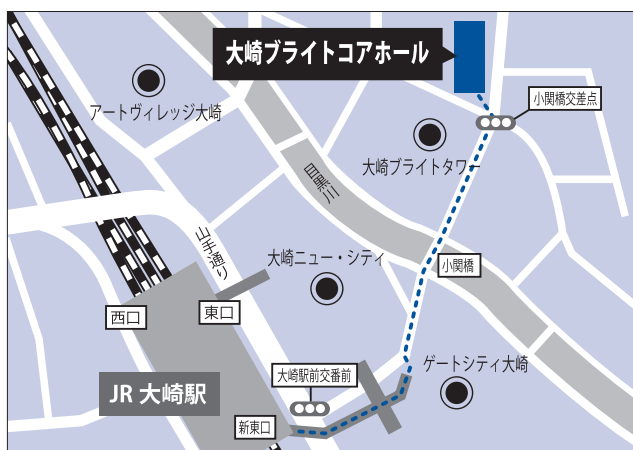 大崎ブライトコアホール
アートヴィレッジ大崎
小関橋交差点
大崎ブライトタワー
目黒川
山手通り
大崎ニュー・シティ
小関橋
東口
西口
大崎駅前交番前
ゲートシティ大崎
JR 大崎駅
新東口